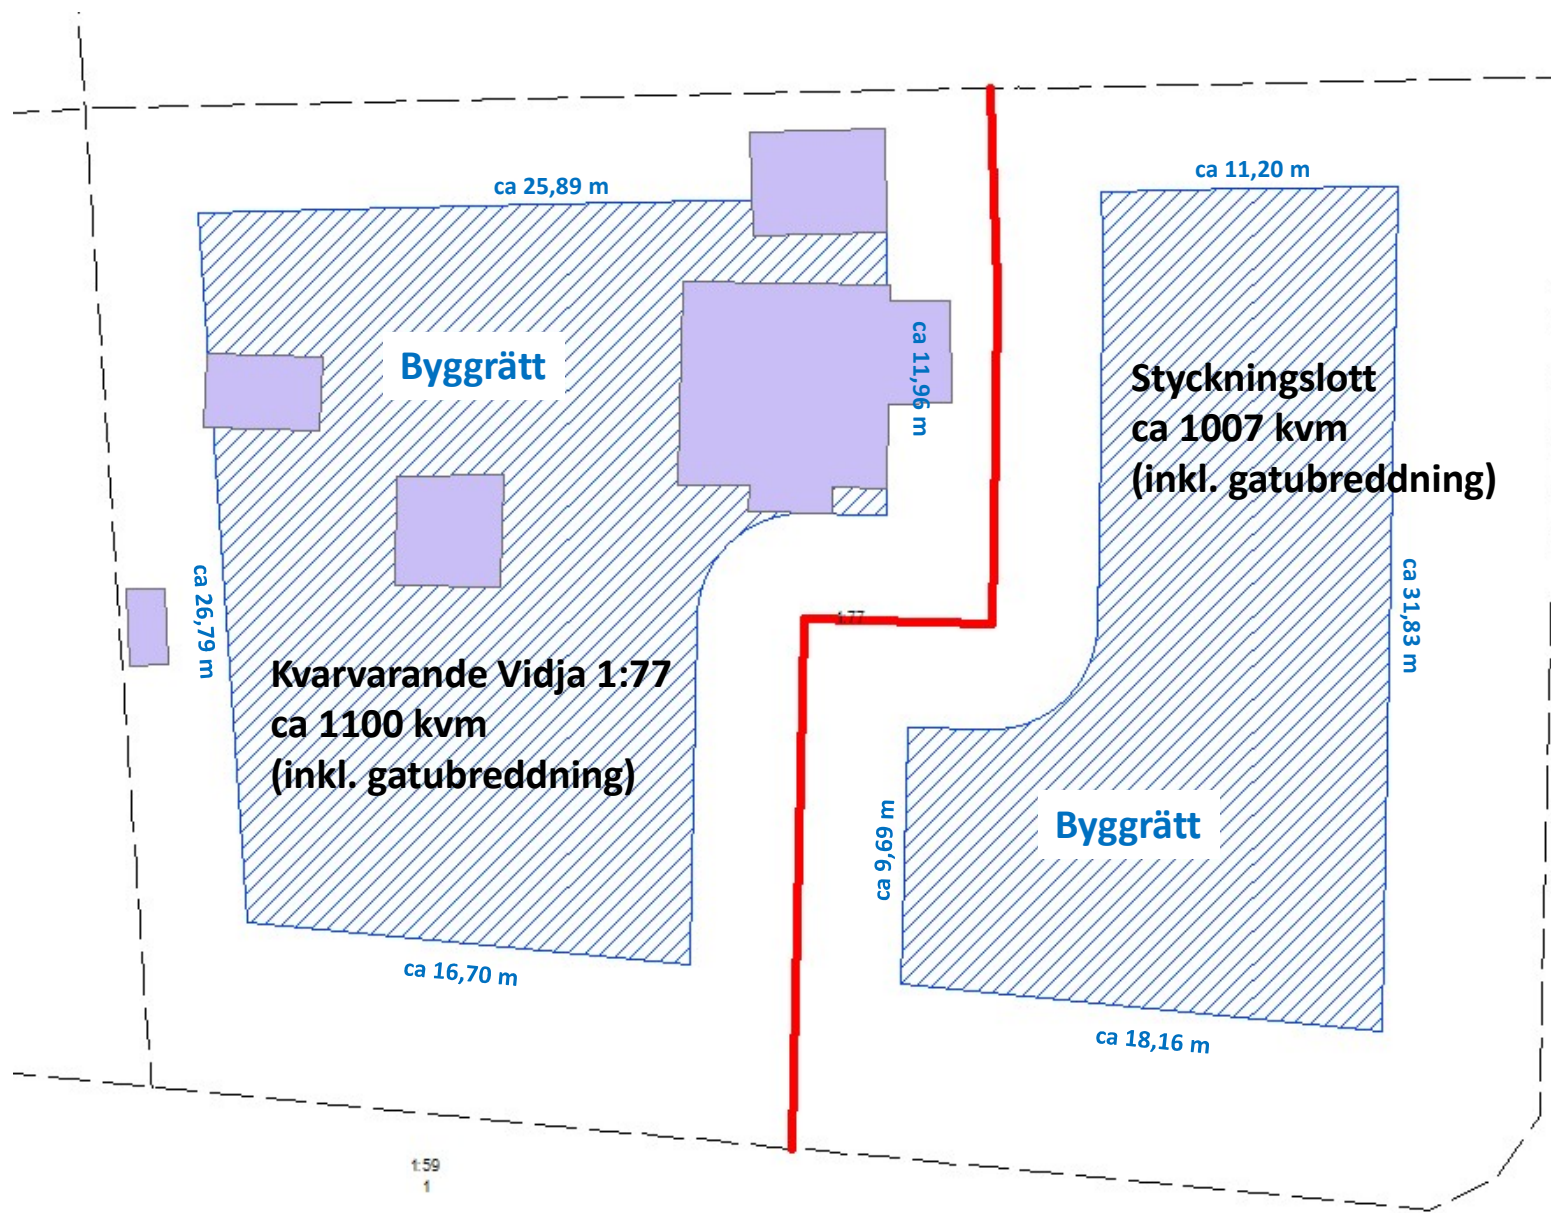 ca 25,89 m
ca 11,20 m
Byggrätt
ca 11,96 m
Styckningslott
ca 1007 kvm
(inkl. gatubreddning)
ca 26,79 m
1:77
ca 31,83 m
Kvarvarande Vidja 1:77
ca 1100 kvm
(inkl. gatubreddning)
ca 9,69 m
Byggrätt
ca 16,70 m
ca 18,16 m
1:59
1